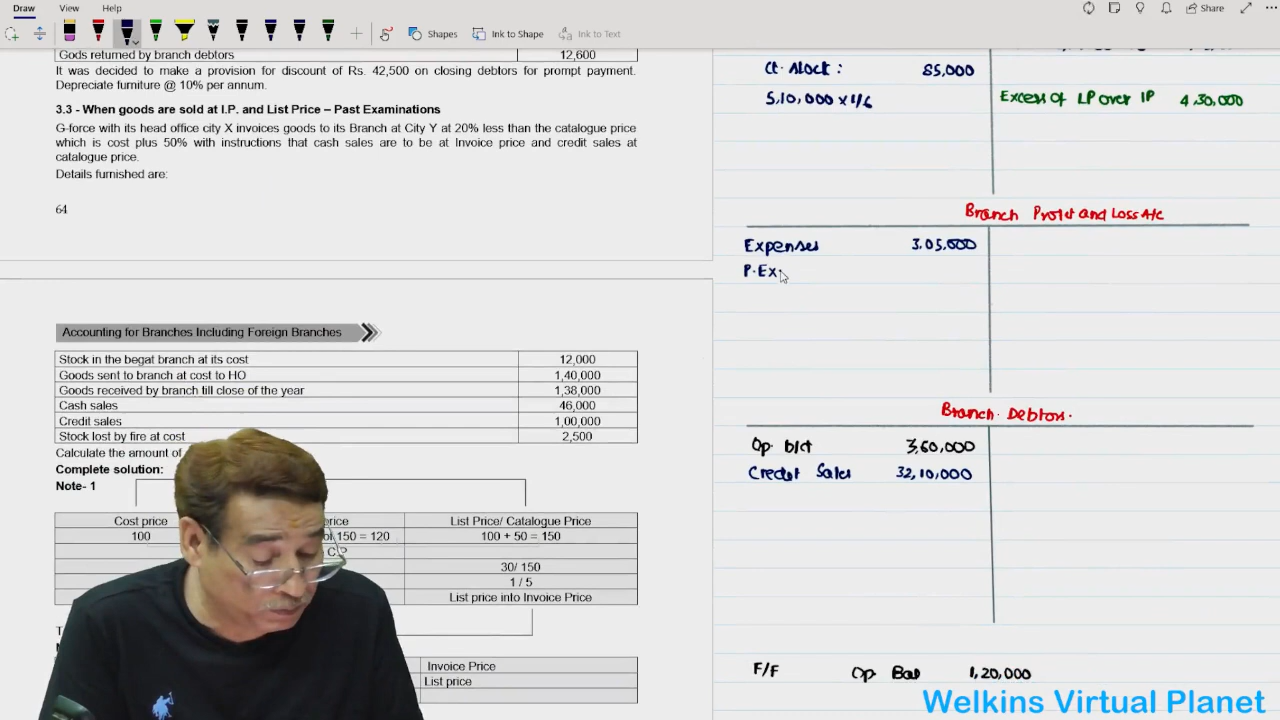 Draw View Help
Share
Shapes Ink to Shape Ink to Text
Gods returned by branch debtors 12,600
It was decided to make a provision for discount of Rs. 42,500 on closing debtors for prompt payment.
Depreciate furniture @ 10% per annum.
3.3 - When goods are sold at I.P. and List Price – Past Examinations
G-force with its head office city X invoices goods to its Branch at City Y at 20% less than the catalogue price
which is cost plus 50% with instructions that cash sales are to be at Invoice price and credit sales at
catalogue price.
Details furnished are:
64
Accounting for Branches Including Foreign Branches
Stock in the begat branch at its cost 12,000
Goods sent to branch at cost to HO 1,40,000
Goods received by branch till close of the year 1,38,000
Cash sales 46,000
Credit sales 1,00,000
Stock lost by fire at cost 2,500
Calculate the amount of
Complete solution:
Note- 1
Cost price List Price/ Catalogue Price
100 150 = 120 100 + 50 = 150
30/ 150
1 / 5
List price into Invoice Price
Invoice Price
List price
Cl. stock: 85,000
5,10,000 x 1/6 Excess of LP over IP 4,30,000
Branch Profit and Loss A/c
Expenses 3,05,000
P.Ex
Branch Debtors.
Op. bal 3,60,000
Credit Sales 32,10,000
F/F Op Bal 1,20,000
Welkins Virtual Planet